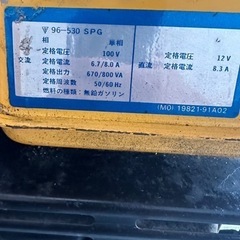 Ψ 96-530 SPG
相 単相
交流
定格電圧 100 V
定格電流 6.7/8.0 A
定格出力 670/800 VA
周波数 50/60 Hz
燃料の種類:無鉛ガソリン
直流
定格電圧 12 V
定格電流 8.3 A
(MOI 19821-91A02